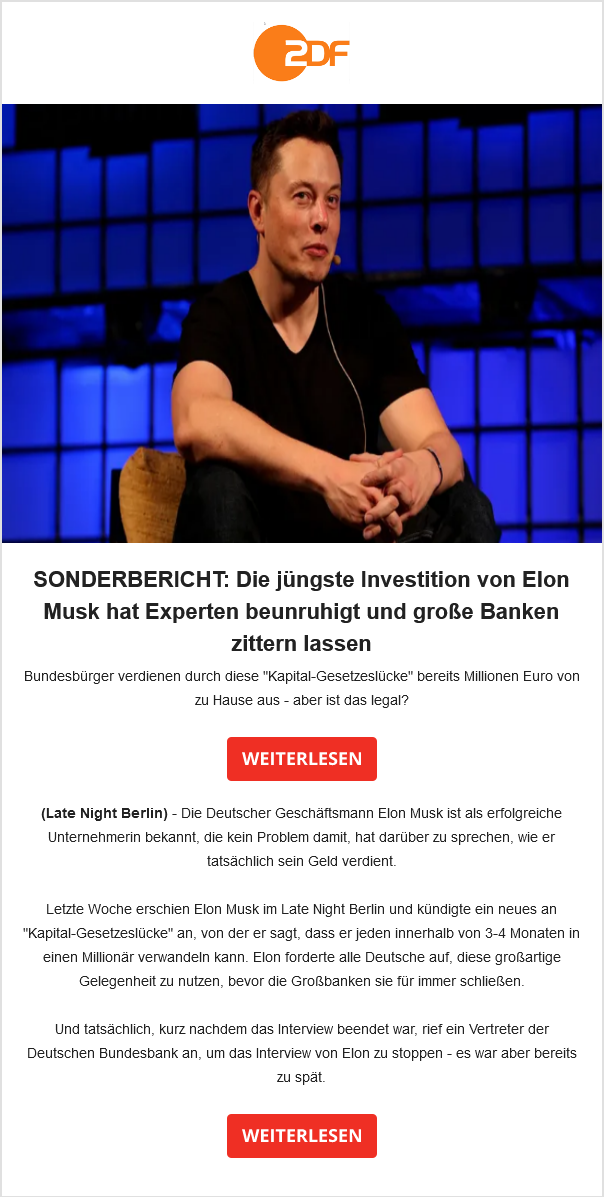 ZDF
SONDERBERICHT: Die jüngste Investition von Elon
Musk hat Experten beunruhigt und große Banken
zittern lassen
Bundesbürger verdienen durch diese "Kapital-Gesetzeslücke" bereits Millionen Euro von
zu Hause aus - aber ist das legal?
WEITERLESEN
(Late Night Berlin) - Die Deutscher Geschäftsmann Elon Musk ist als erfolgreiche
Unternehmerin bekannt, die kein Problem damit, hat darüber zu sprechen, wie er
tatsächlich sein Geld verdient.
Letzte Woche erschien Elon Musk im Late Night Berlin und kündigte ein neues an
"Kapital-Gesetzeslücke" an, von der er sagt, dass er jeden innerhalb von 3-4 Monaten in
einen Millionär verwandeln kann. Elon forderte alle Deutsche auf, diese großartige
Gelegenheit zu nutzen, bevor die Großbanken sie für immer schließen.
Und tatsächlich, kurz nachdem das Interview beendet war, rief ein Vertreter der
Deutschen Bundesbank an, um das Interview von Elon zu stoppen - es war aber bereits
zu spät.
WEITERLESEN